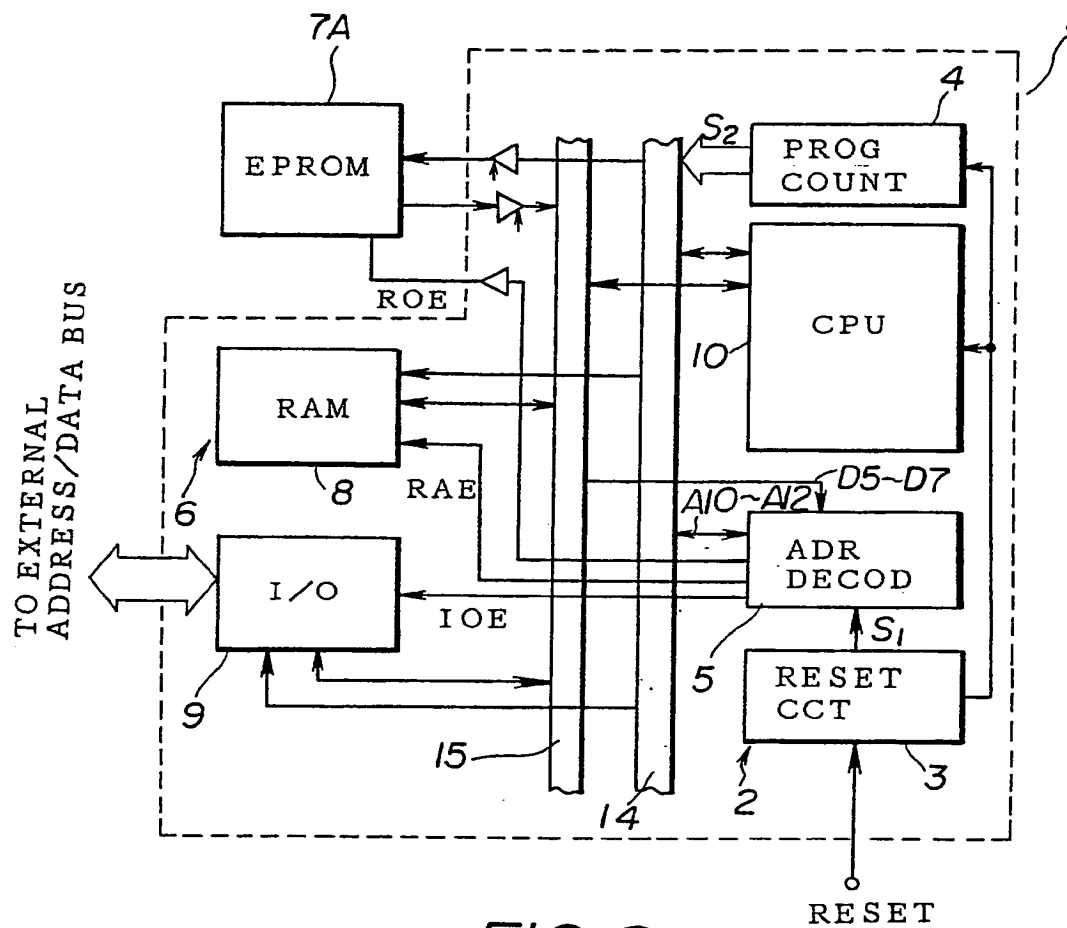 7A
4
EPROM
S2
PROG
COUNT
ROE
CPU
10
TO EXTERNAL
ADDRESS/DATA BUS
RAM
6
8
RAE
D5~D7
A10~A12
ADR
DECOD
I/O
IOE
5
S1
9
RESET
CCT
15
14
2
3
RESET